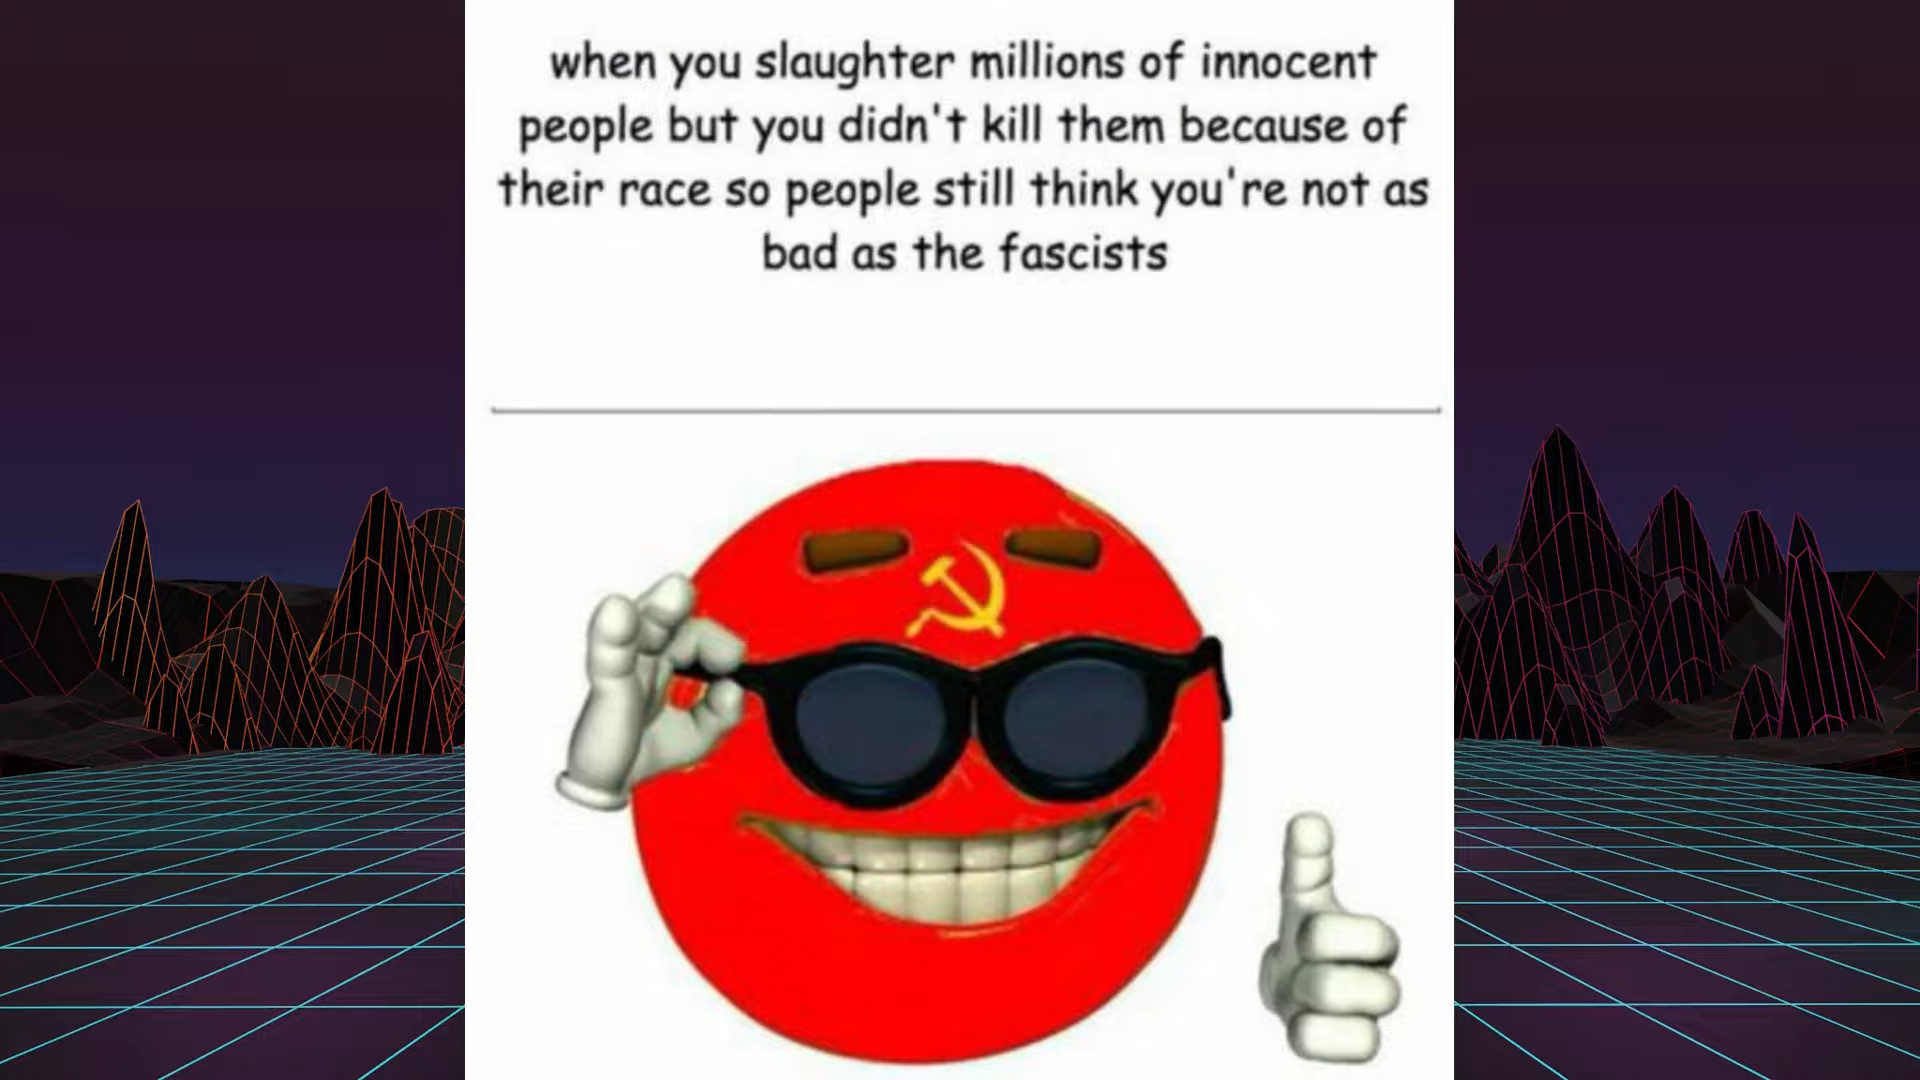 when you slaughter millions of innocent
people but you didn't kill them because of
their race so people still think you're not as
bad as the fascists